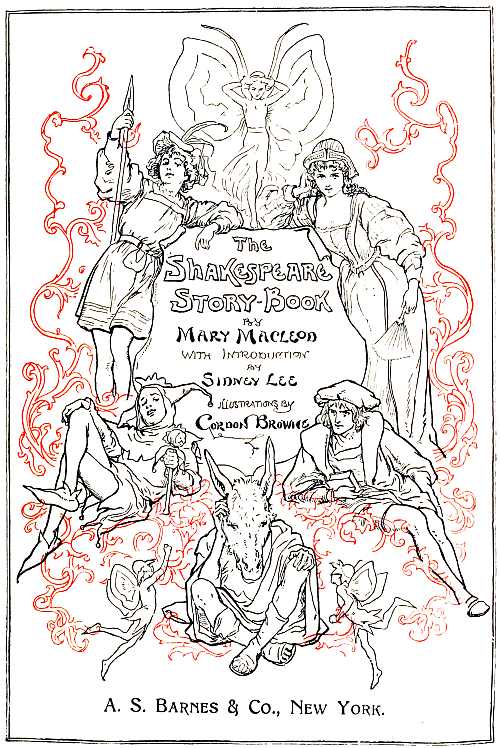 The
Shakespeare
Story-Book
by
Mary Macleod
with Introduction
by
Sidney Lee
Illustrations by
Gordon Browne
A. S. Barnes & Co., New York.